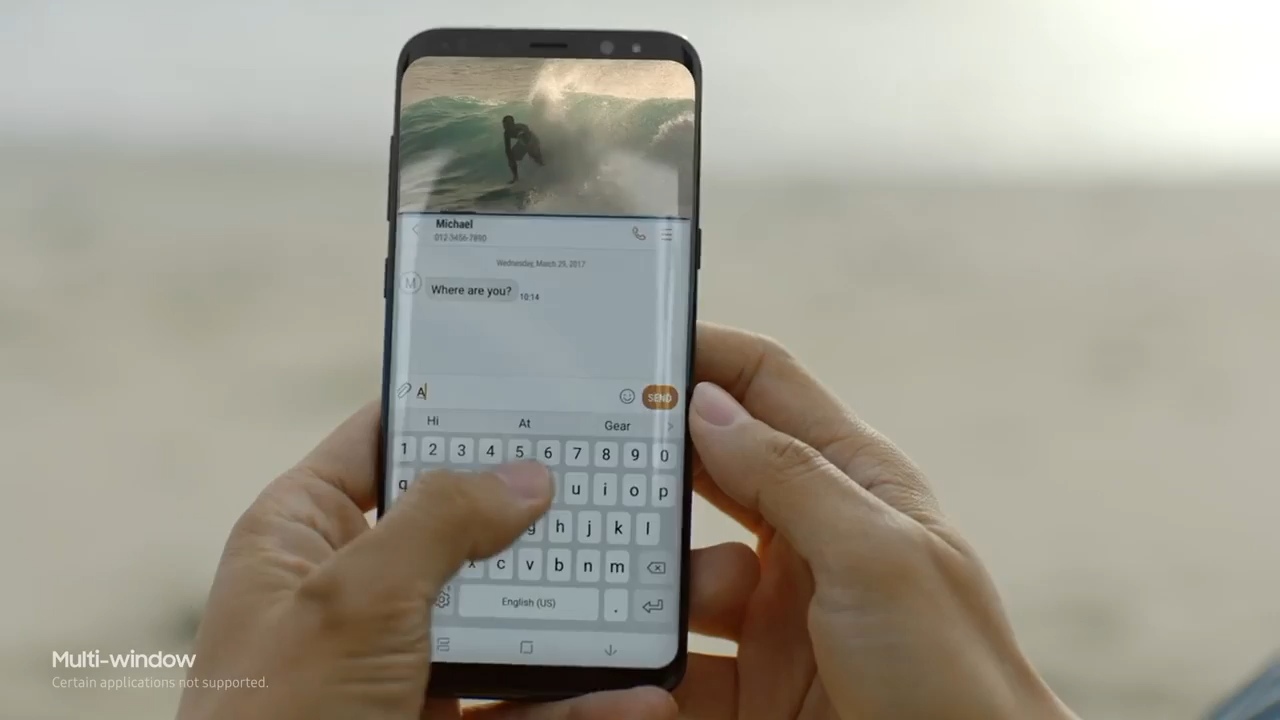 Michael
012-3456-7890
Wednesday, March 29, 2017
M
Where are you?
10:14
A
SEND
Hi
At
Gear
1 2 3 4 5 6 7 8 9 0
q u i o p
g h j k l
x c v b n m
English (US)
.
Multi-window
Certain applications not supported.